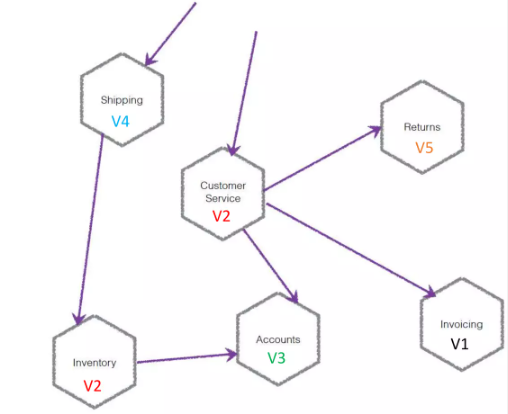 Shipping
V4
Returns
V5
Customer
Service
V2
Invoicing
V1
Accounts
V3
Inventory
V2